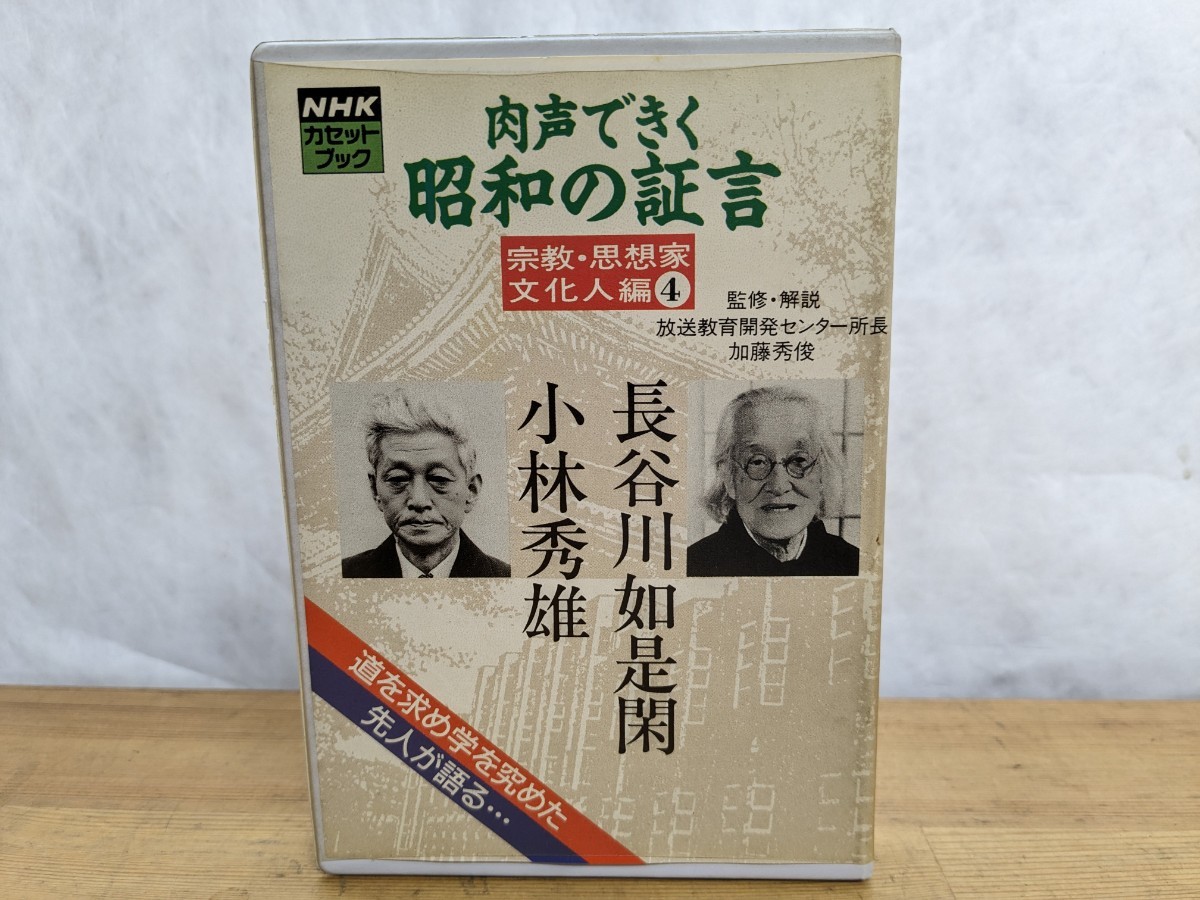 NHK
カセット
ブック
肉声できく
昭和の証言
宗教・思想家
文化人編④
監修・解説
放送教育開発センター所長
加藤秀俊
長谷川如是閑
小林秀雄
道を求め学を究めた
先人が語る…